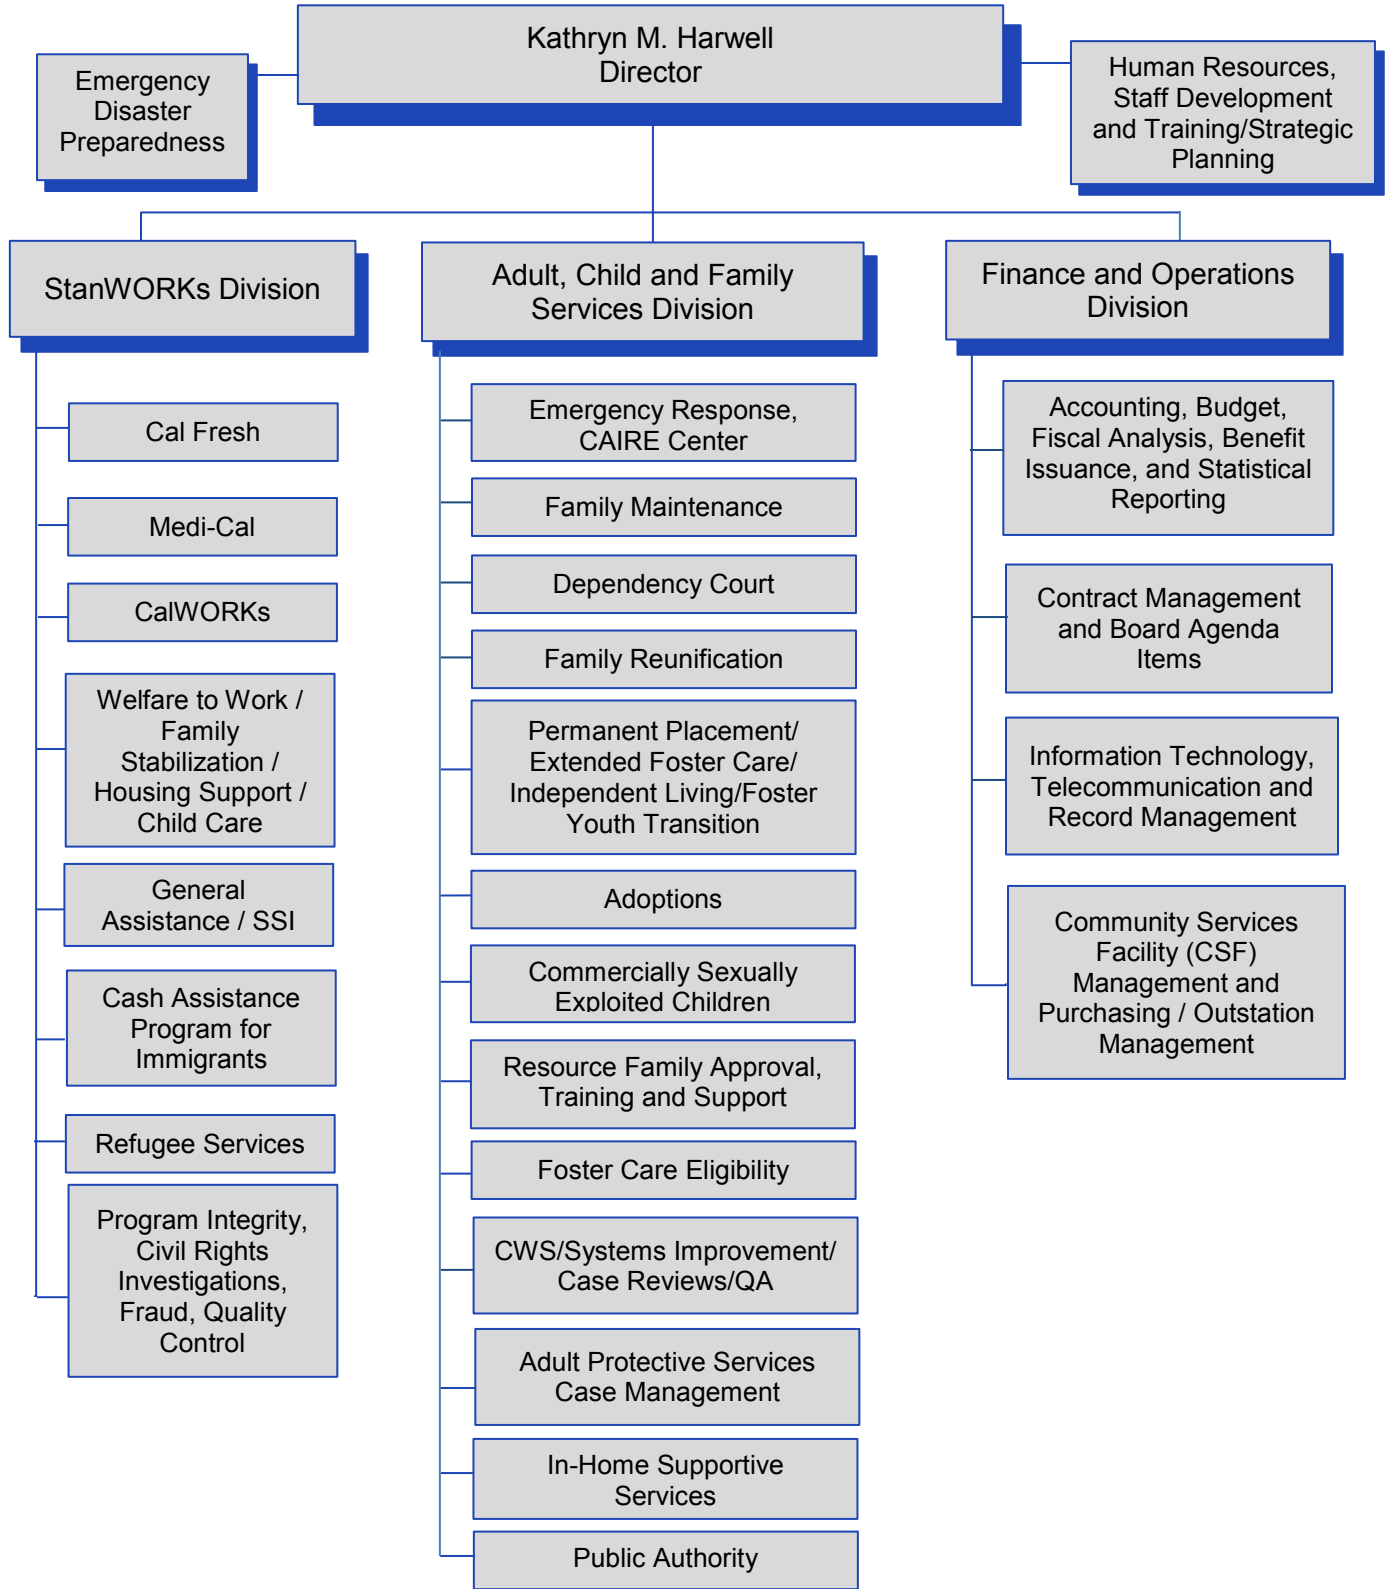 Kathryn M. Harwell
Director
Emergency
Disaster
Preparedness
Human Resources,
Staff Development
and Training/Strategic
Planning
StanWORKs Division
Cal Fresh
Medi-Cal
CalWORKs
Welfare to Work /
Family
Stabilization /
Housing Support /
Child Care
General
Assistance / SSI
Cash Assistance
Program for
Immigrants
Refugee Services
Program Integrity,
Civil Rights
Investigations,
Fraud, Quality
Control
Adult, Child and Family
Services Division
Emergency Response,
CAIRE Center
Family Maintenance
Dependency Court
Family Reunification
Permanent Placement/
Extended Foster Care/
Independent Living/Foster
Youth Transition
Adoptions
Commercially Sexually
Exploited Children
Resource Family Approval,
Training and Support
Foster Care Eligibility
CWS/Systems Improvement/
Case Reviews/QA
Adult Protective Services
Case Management
In-Home Supportive
Services
Public Authority
Finance and Operations
Division
Accounting, Budget,
Fiscal Analysis, Benefit
Issuance, and Statistical
Reporting
Contract Management
and Board Agenda
Items
Information Technology,
Telecommunication and
Record Management
Community Services
Facility (CSF)
Management and
Purchasing / Outstation
Management